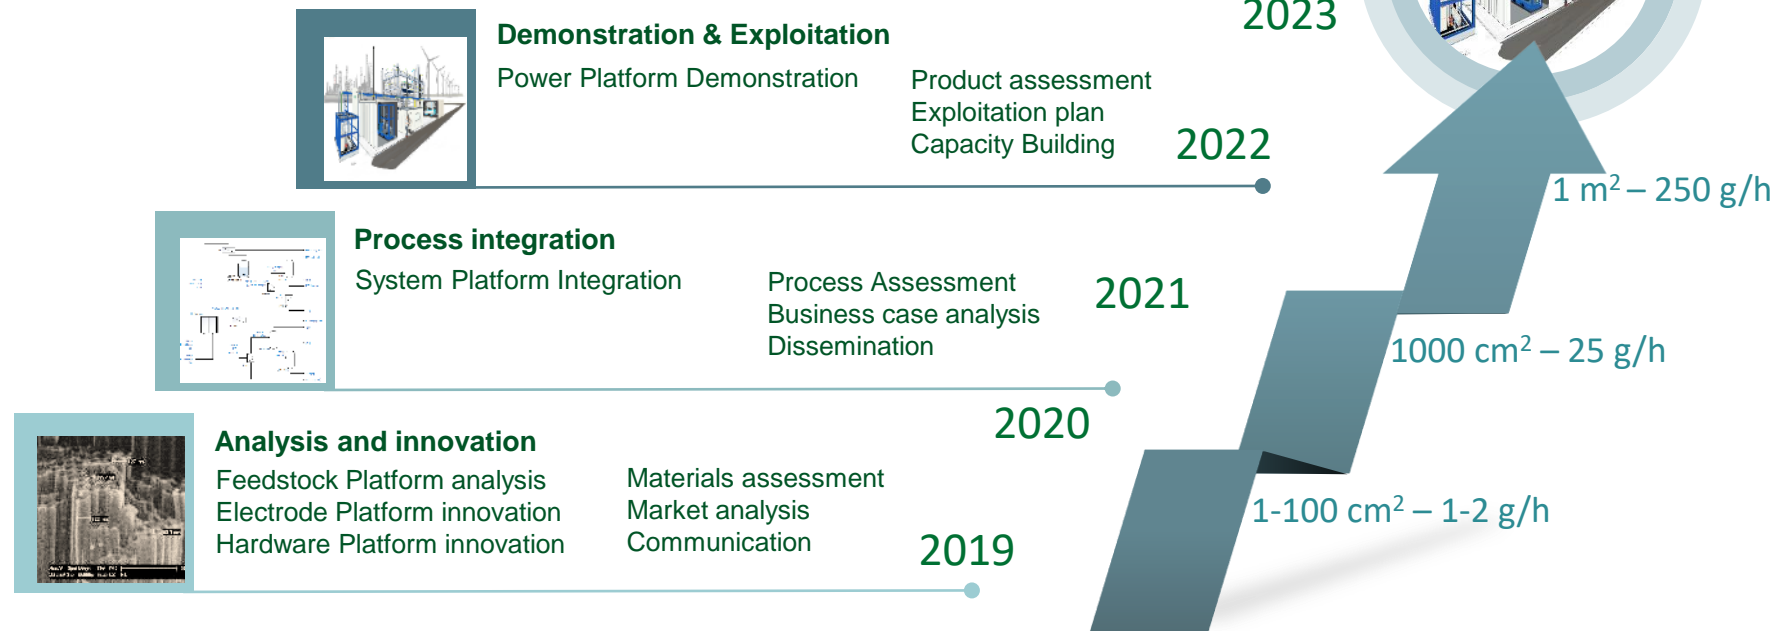 2023
Demonstration & Exploitation
Power Platform Demonstration
Product assessment
Exploitation plan
Capacity Building
2022
1 m² – 250 g/h
Process integration
System Platform Integration
Process Assessment
Business case analysis
Dissemination
2021
1000 cm² – 25 g/h
2020
Analysis and innovation
Feedstock Platform analysis
Electrode Platform innovation
Hardware Platform innovation
Materials assessment
Market analysis
Communication
2019
1-100 cm² – 1-2 g/h